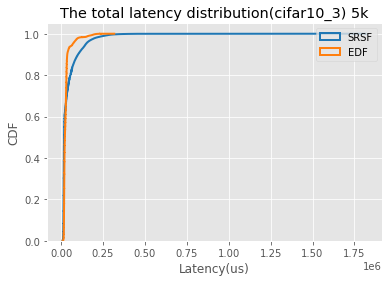 The total latency distribution(cifar10_3) 5k
SRSF
EDF
1.0
0.8
0.6
0.4
0.2
0.0
CDF
0.00 0.25 0.50 0.75 1.00 1.25 1.50 1.75
1e6
Latency(us)